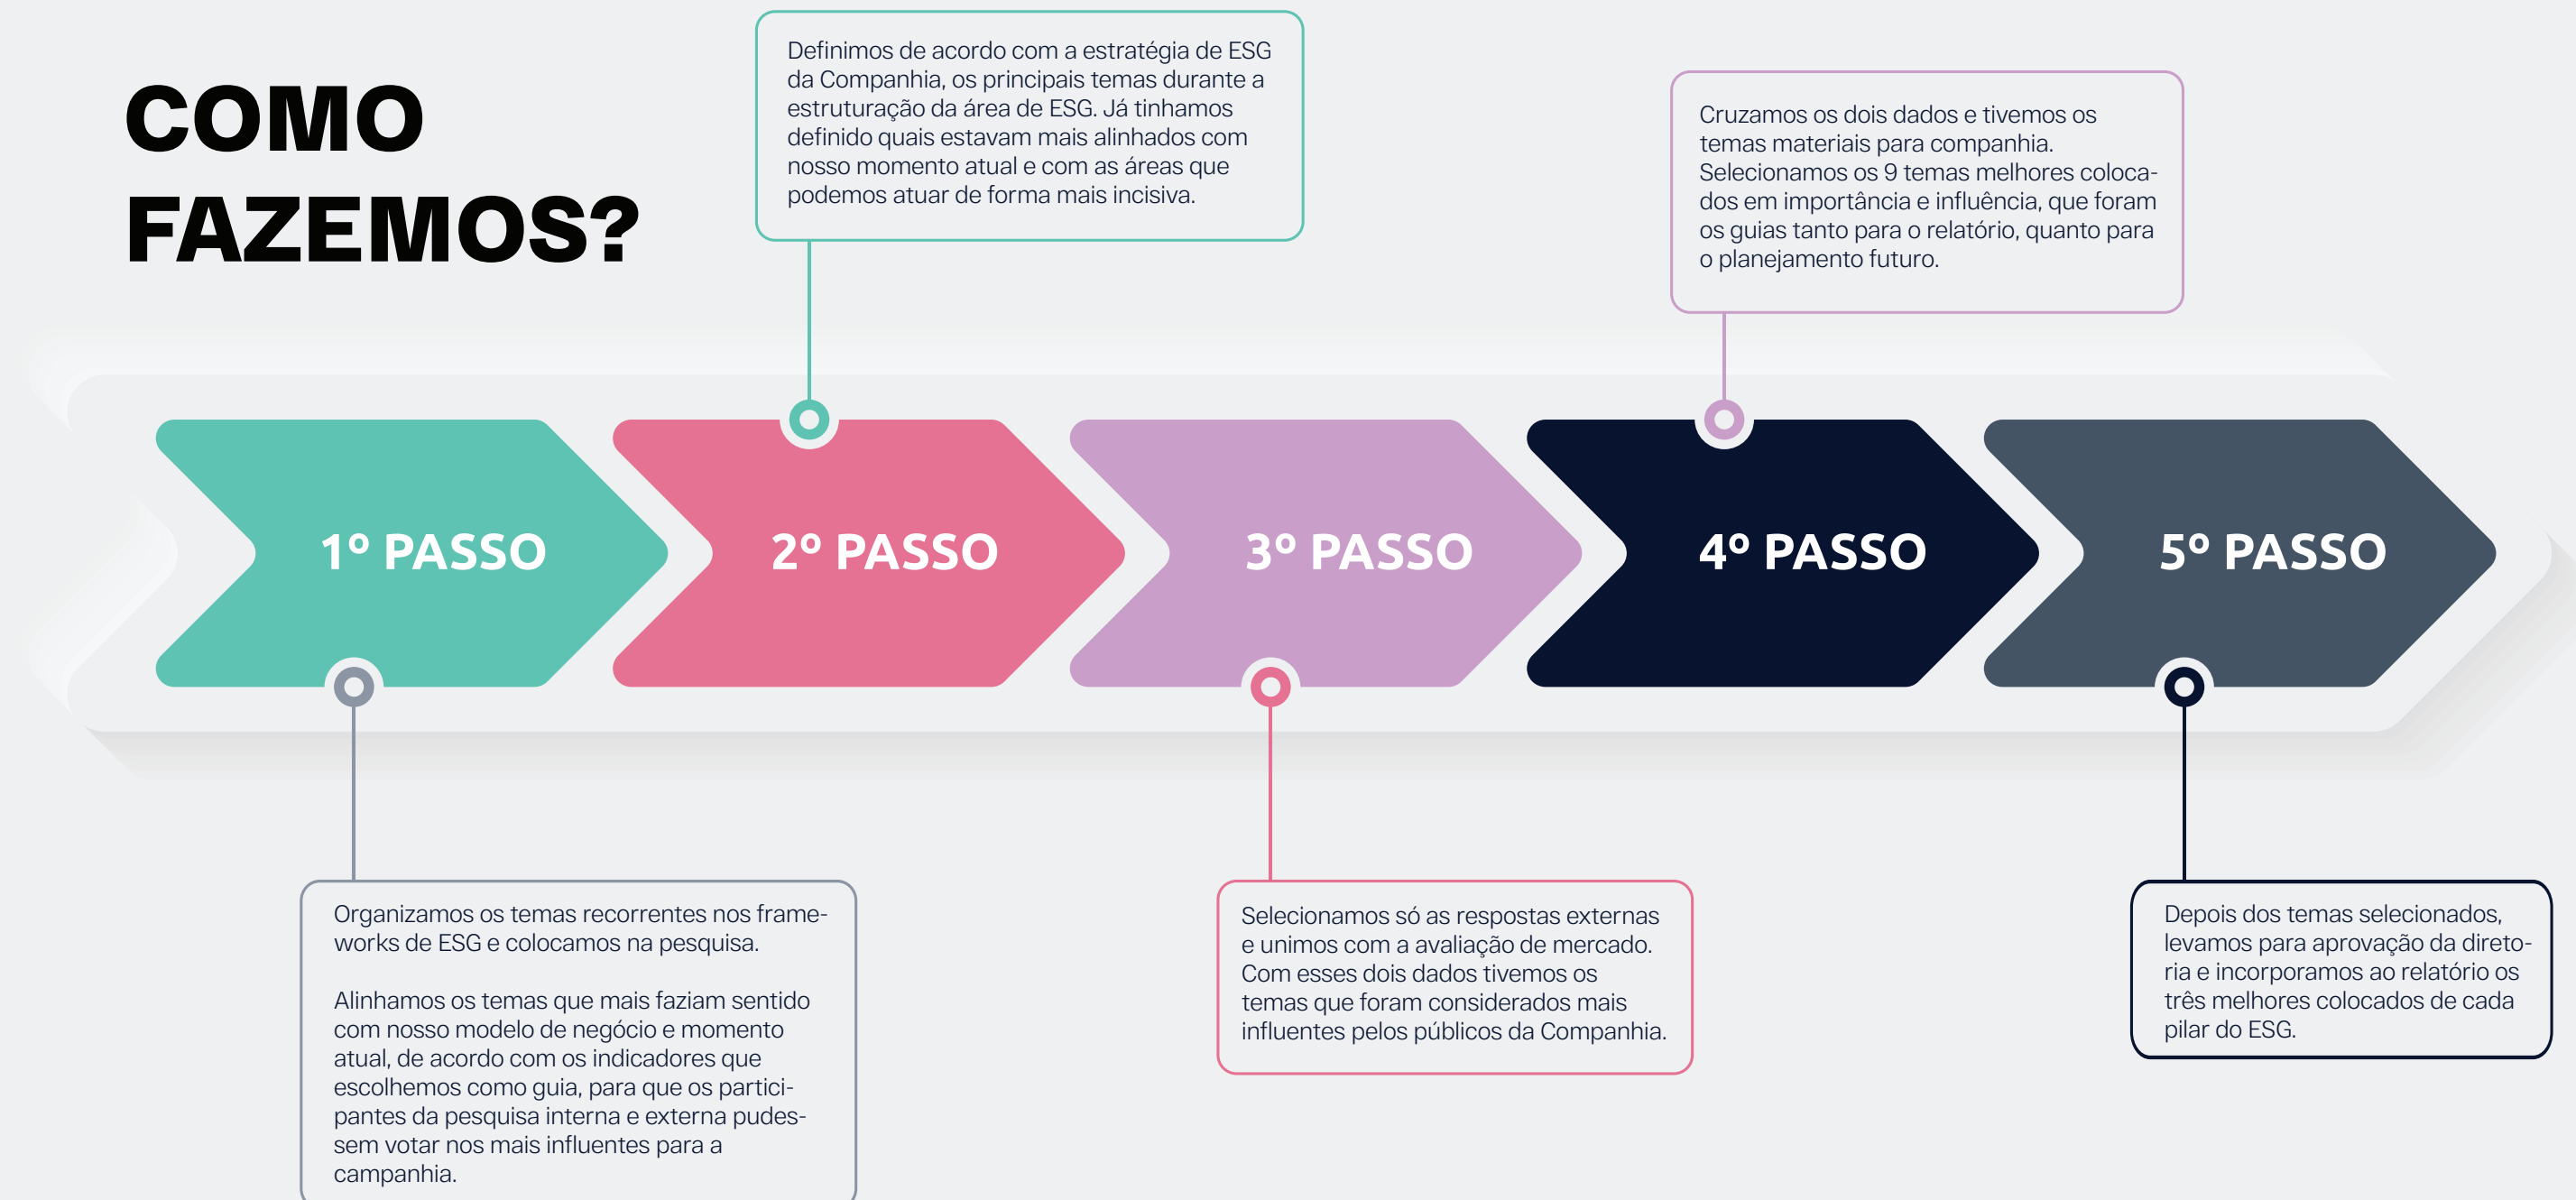 COMO
FAZEMOS?
Definimos de acordo com a estratégia de ESG
da Companhia, os principais temas durante a
estruturação da área de ESG. Já tinhamos
definido quais estavam mais alinhados com
nosso momento atual e com as áreas que
podemos atuar de forma mais incisiva.
Cruzamos os dois dados e tivemos os
temas materiais para companhia.
Selecionamos os 9 temas melhores coloca-
dos em importância e influência, que foram
os guias tanto para o relatório, quanto para
o planejamento futuro.
1º PASSO
2º PASSO
3º PASSO
4º PASSO
5º PASSO
Organizamos os temas recorrentes nos frame-
works de ESG e colocamos na pesquisa.
Alinhamos os temas que mais faziam sentido
com nosso modelo de negócio e momento
atual, de acordo com os indicadores que
escolhemos como guia, para que os partici-
pantes da pesquisa interna e externa pudes-
sem votar nos mais influentes para a
campanhia.
Selecionamos só as respostas externas
e unimos com a avaliação de mercado.
Com esses dois dados tivemos os
temas que foram considerados mais
influentes pelos públicos da Companhia.
Depois dos temas selecionados,
levamos para aprovação da direto-
ria e incorporamos ao relatório os
três melhores colocados de cada
pilar do ESG.